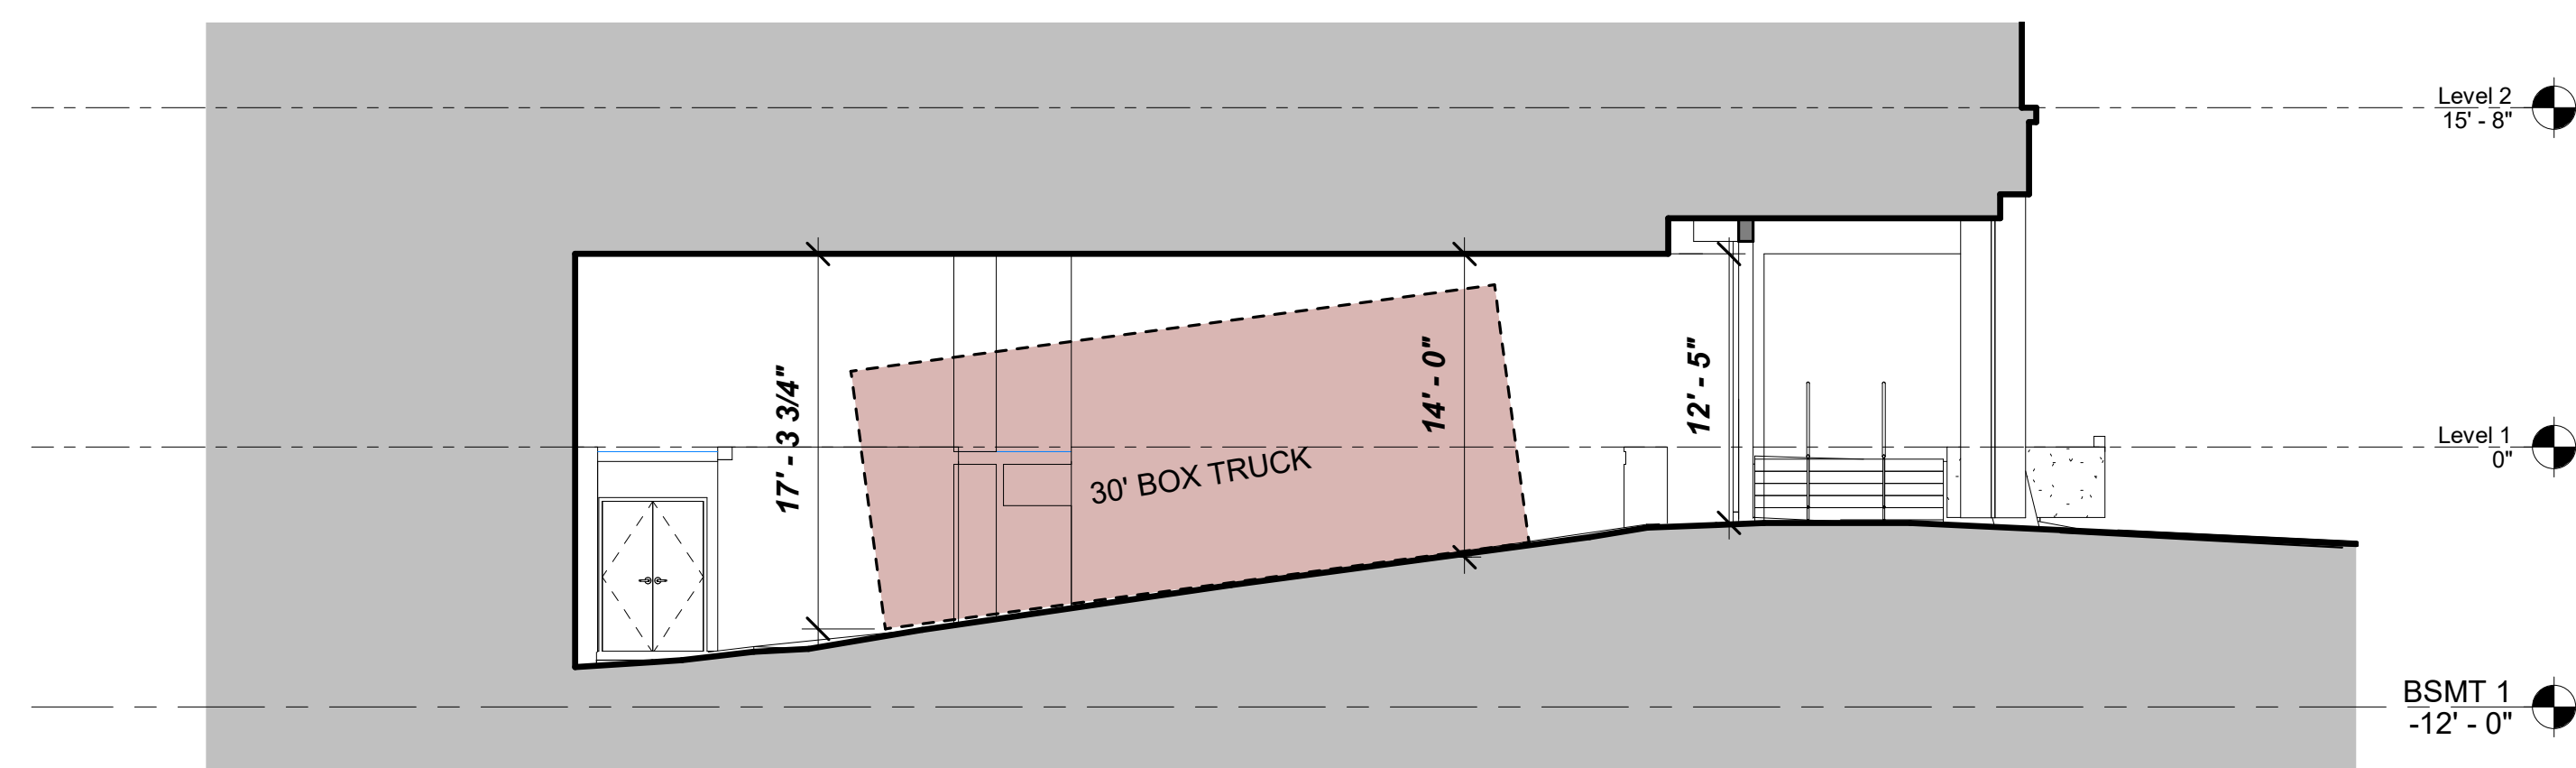 Level 2
15' - 8"
17' - 3 3/4"
14' - 0"
12' - 5"
30' BOX TRUCK
Level 1
0"
BSMT 1
-12' - 0"